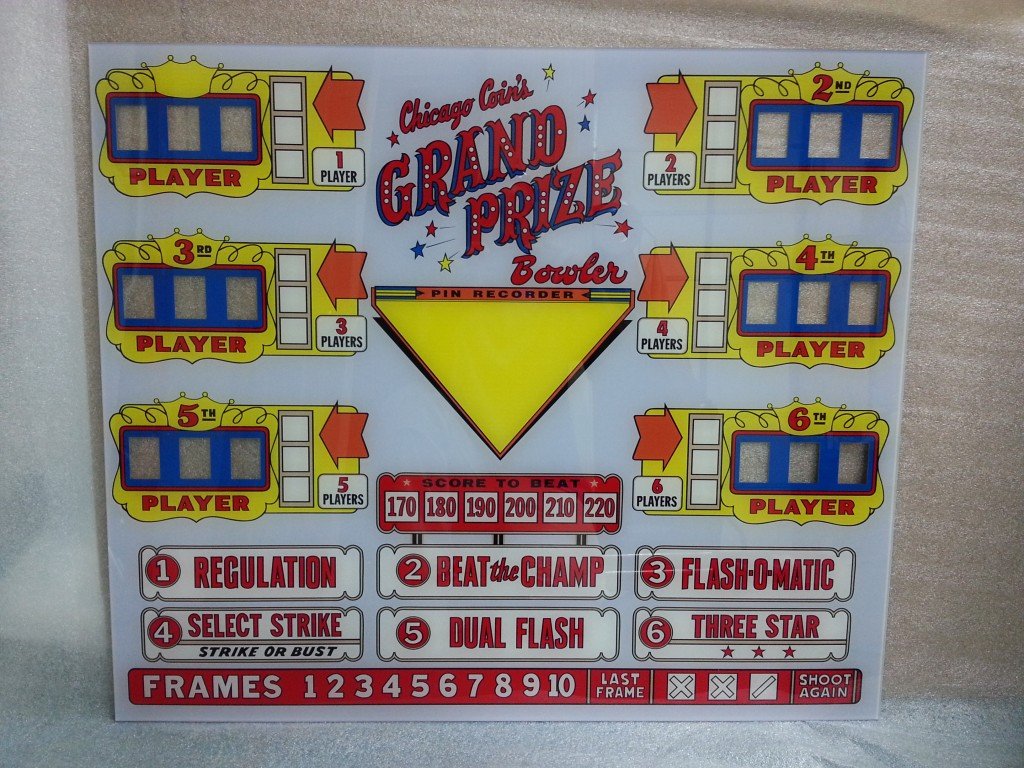 Chicago Coin's
GRAND
PRIZE
Bowler
PLAYER
1
PLAYER
2ND
PLAYER
2
PLAYERS
3RD
PLAYER
3
PLAYERS
4TH
PLAYER
4
PLAYERS
PIN RECORDER
5TH
PLAYER
5
PLAYERS
6TH
PLAYER
6
PLAYERS
SCORE TO BEAT
170 180 190 200 210 220
1 REGULATION
2 BEAT the CHAMP
3 FLASH-O-MATIC
4 SELECT STRIKE
STRIKE OR BUST
5 DUAL FLASH
6 THREE STAR
FRAMES 1 2 3 4 5 6 7 8 9 10
LAST
FRAME
SHOOT
AGAIN